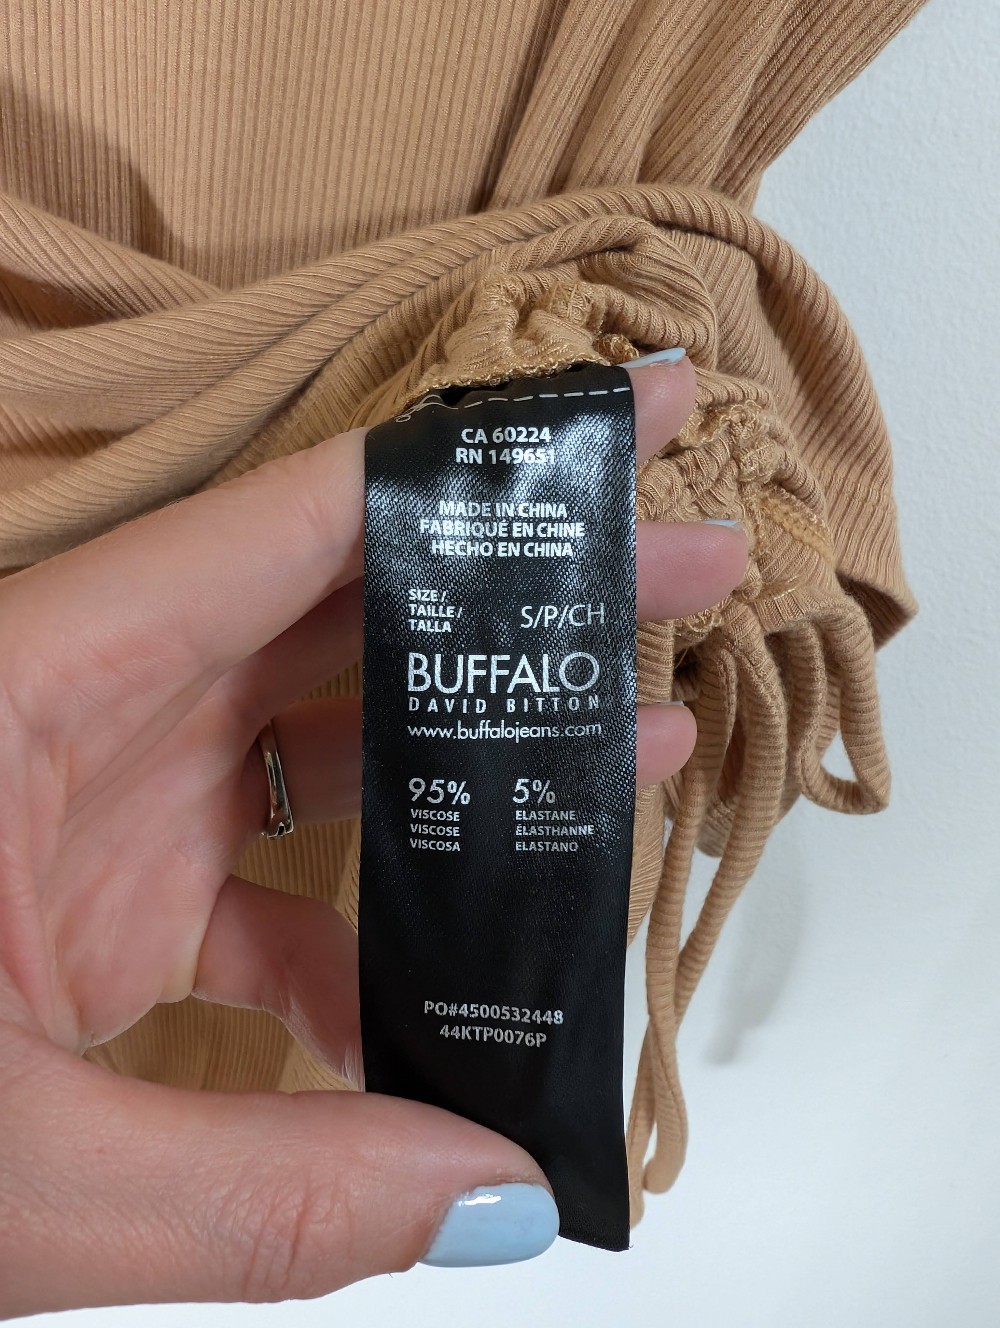 CA 60224
RN 149651
MADE IN CHINA
FABRIQUE EN CHINE
HECHO EN CHINA
SIZE /
TAILLE /
TALLA
S/P/CH
BUFFALO
DAVID BITTON
www.buffalojeans.com
95% 5%
VISCOSE ELASTANE
VISCOSE ÉLASTHANNE
VISCOSA ELASTANO
PO#4500532448
44KTP0076P